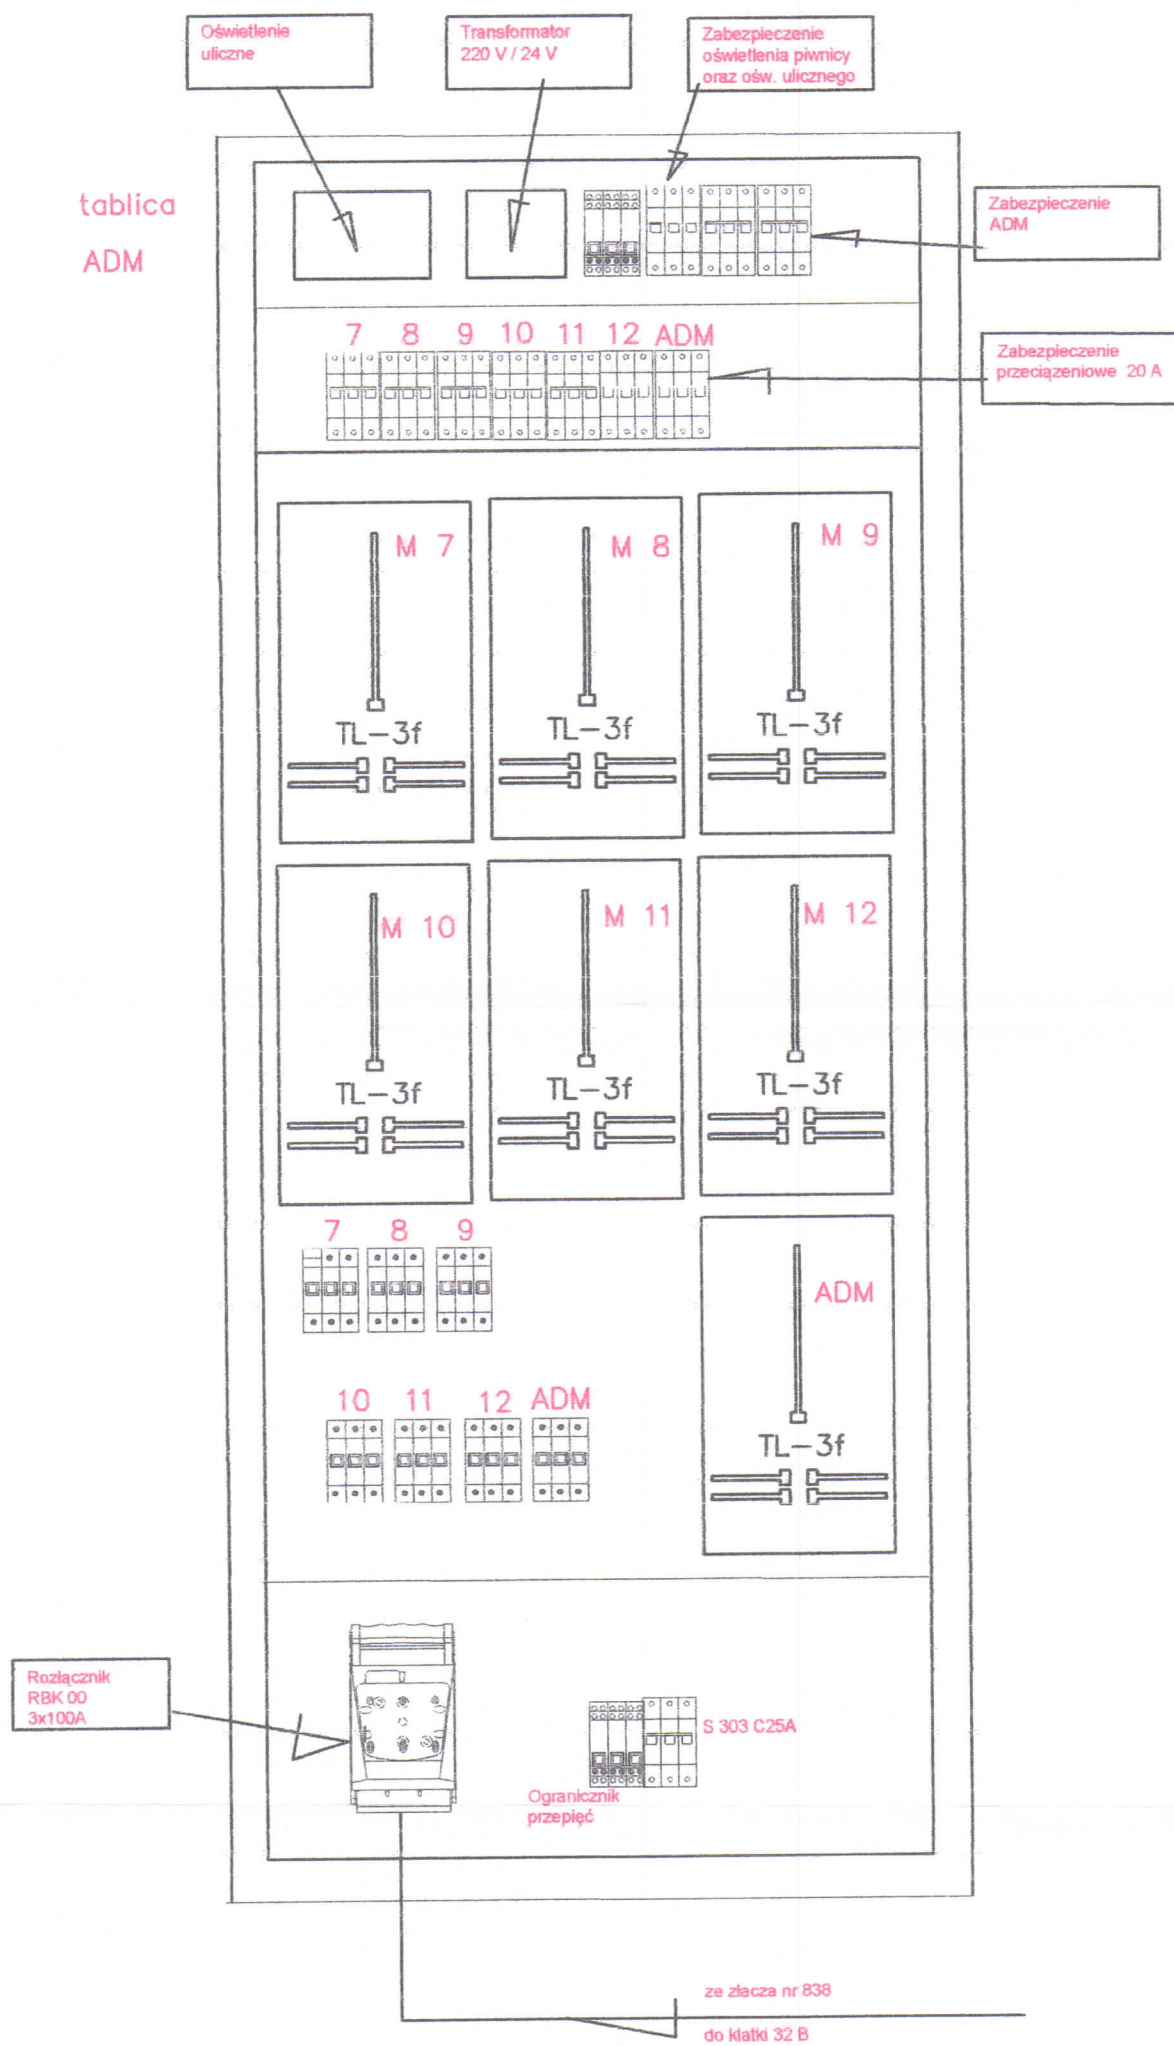 Oświetlenie
uliczne
Transformator
220 V / 24 V
Zabezpieczenie
oświetlenia piwnicy
oraz ośw. ulicznego
tablica
ADM
Zabezpieczenie
ADM
7 8 9 10 11 12 ADM
Zabezpieczenie
przeciązeniowe 20 A
M 7
M 8
M 9
TL-3f
TL-3f
TL-3f
M 10
M 11
M 12
TL-3f
TL-3f
TL-3f
7 8 9
ADM
10 11 12 ADM
TL-3f
Rozłącznik
RBK 00
3x100A
S 303 C25A
Ogranicznik
przepięć
ze złacza nr 838
do klatki 32 B